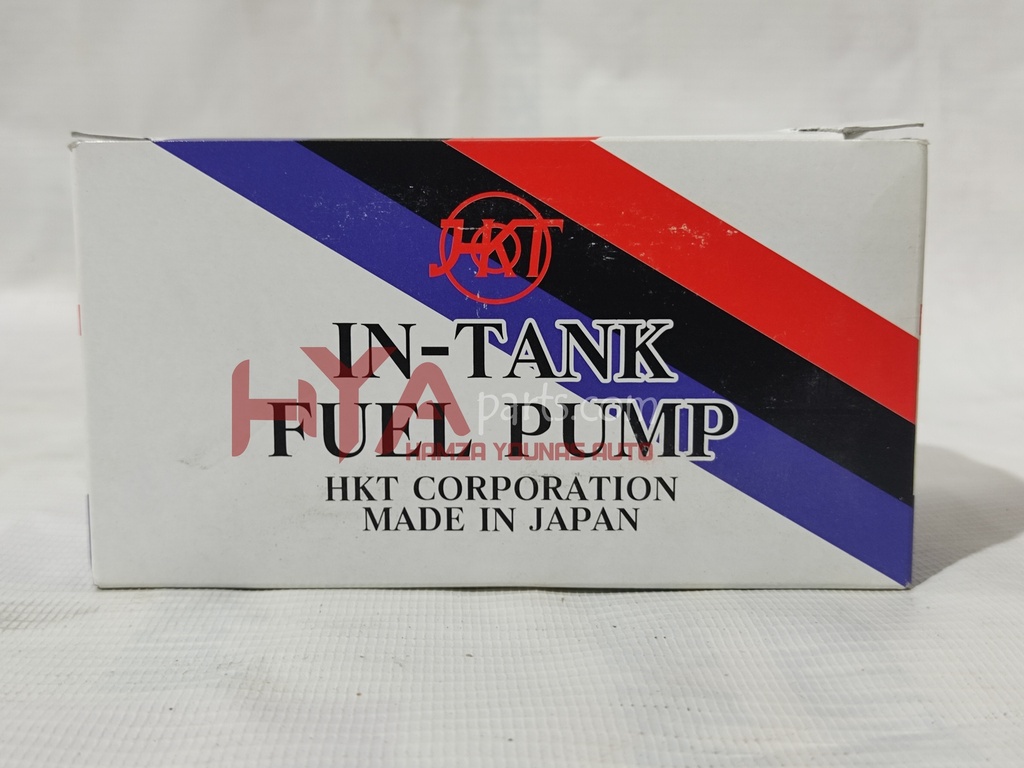 HKT
IN-TANK
FUEL PUMP
HYA parts.com
HAMZA YOUNAS AUTO
HKT CORPORATION
MADE IN JAPAN